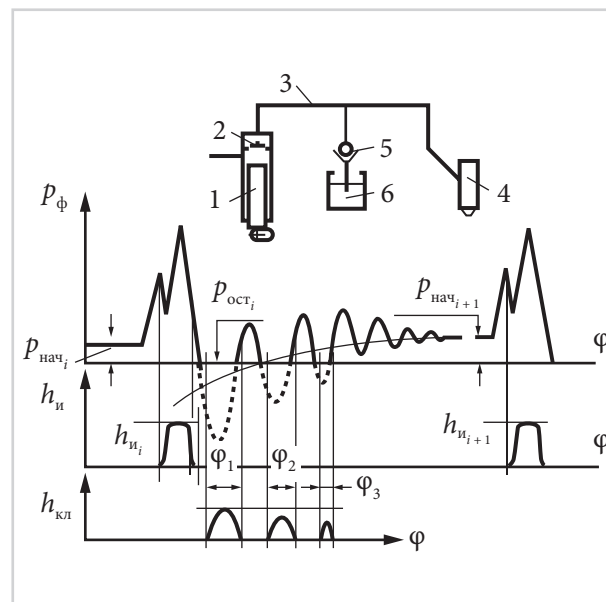 3
2
5
1
6
4
p_ф
p_ост_i
p_нач_{i + 1}
p_нач_i
φ
h_и
h_и_i
φ_1
φ_2
h_и_{i + 1}
φ
φ_3
h_кл
φ